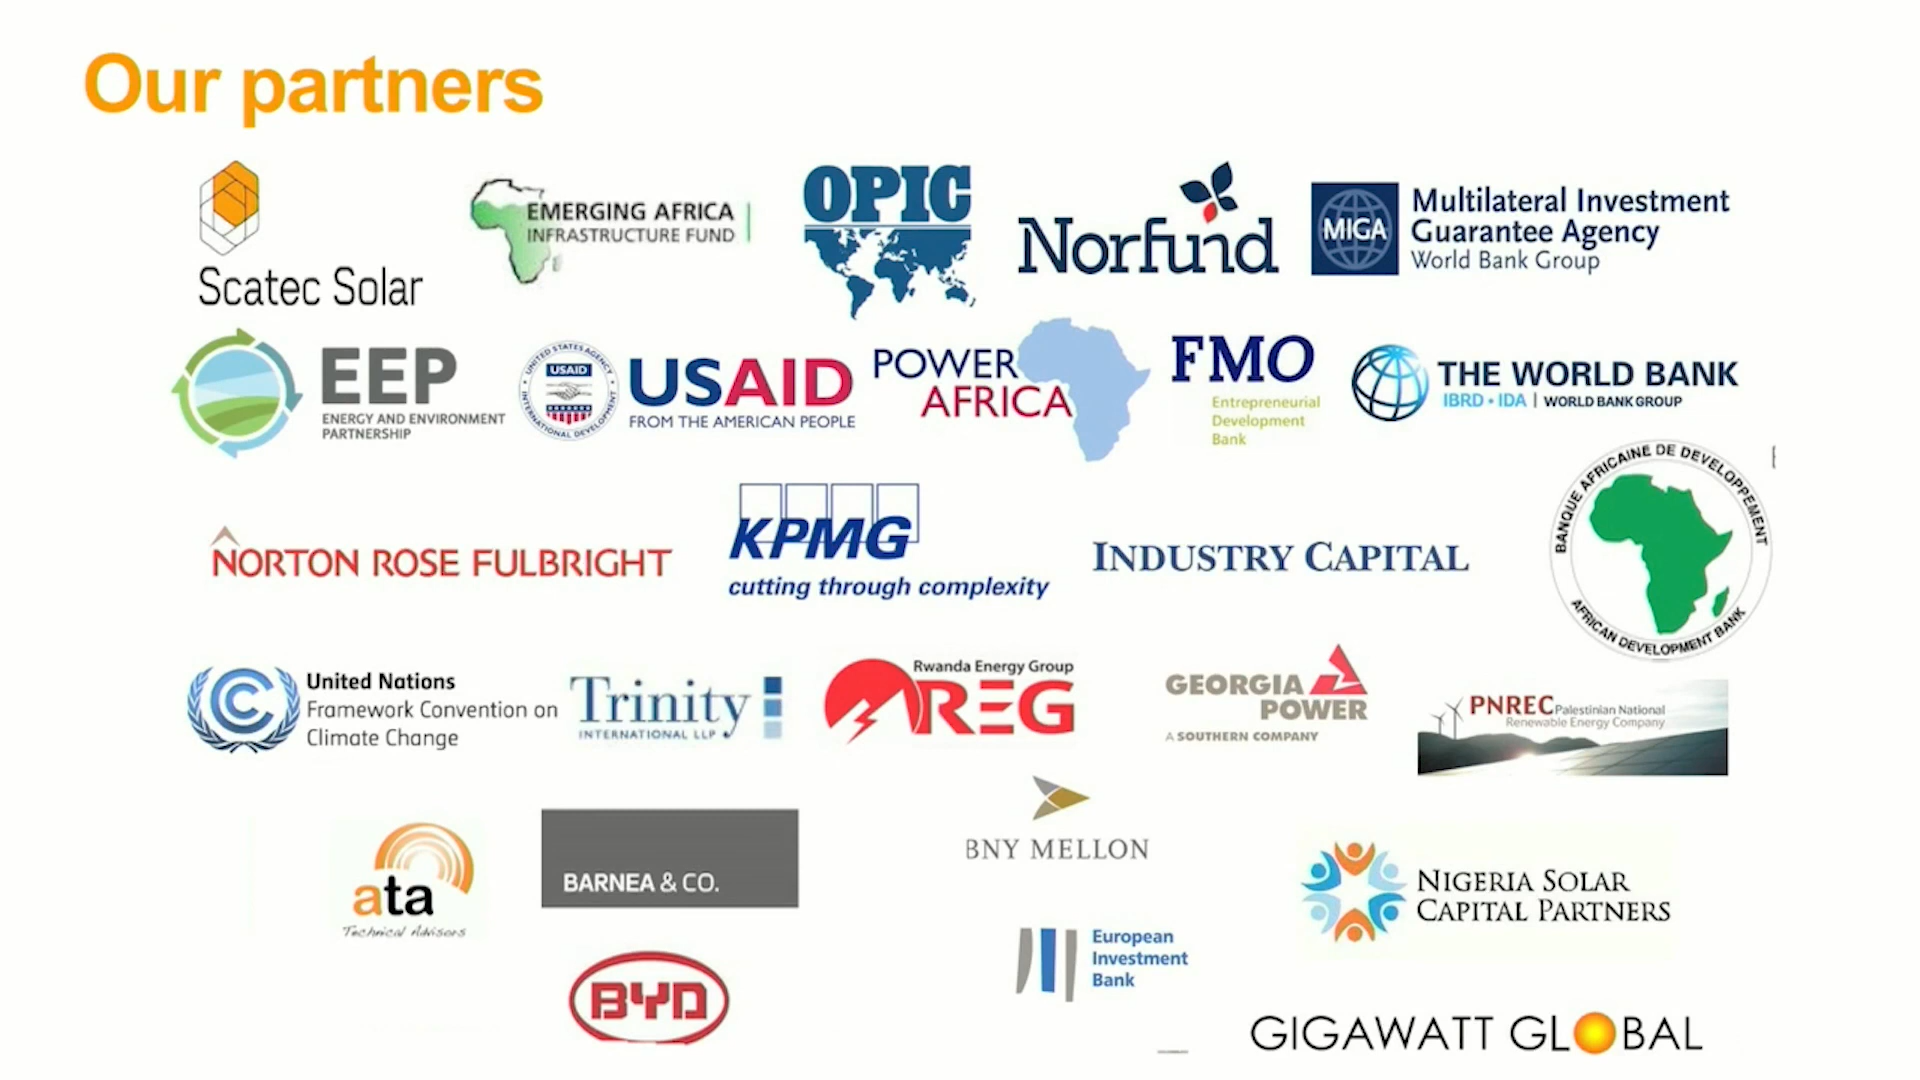 Our partners
Scatec Solar
EMERGING AFRICA
INFRASTRUCTURE FUND
OPIC
Norfund
MIGA
Multilateral Investment
Guarantee Agency
World Bank Group
EEP
ENERGY AND ENVIRONMENT
PARTNERSHIP
UNITED STATES AGENCY
USAID
INTERNATIONAL DEVELOPMENT
USAID
FROM THE AMERICAN PEOPLE
POWER
AFRICA
FMO
Entrepreneurial
Development
Bank
THE WORLD BANK
IBRD • IDA | WORLD BANK GROUP
NORTON ROSE FULBRIGHT
KPMG
cutting through complexity
INDUSTRY CAPITAL
BANQUE AFRICAINE DE DEVELOPPEMENT
AFRICAN DEVELOPMENT BANK
United Nations
Framework Convention on
Climate Change
Trinity
INTERNATIONAL LLP
Rwanda Energy Group
REG
GEORGIA
POWER
A SOUTHERN COMPANY
PNREC Palestinian National
Renewable Energy Company
ata
Technical Advisors
BARNEA & CO.
BNY MELLON
NIGERIA SOLAR
CAPITAL PARTNERS
BYD
European
Investment
Bank
GIGAWATT GLOBAL